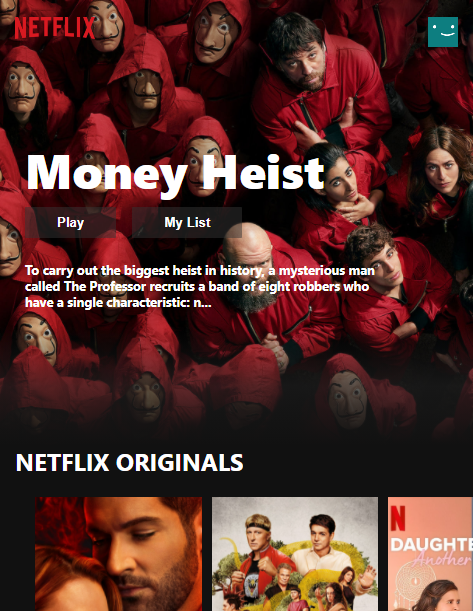 NETFLIX
Money Heist
Play
My List
To carry out the biggest heist in history, a mysterious man
called The Professor recruits a band of eight robbers who
have a single characteristic: n...
NETFLIX ORIGINALS
N
DAUGHTE
Another